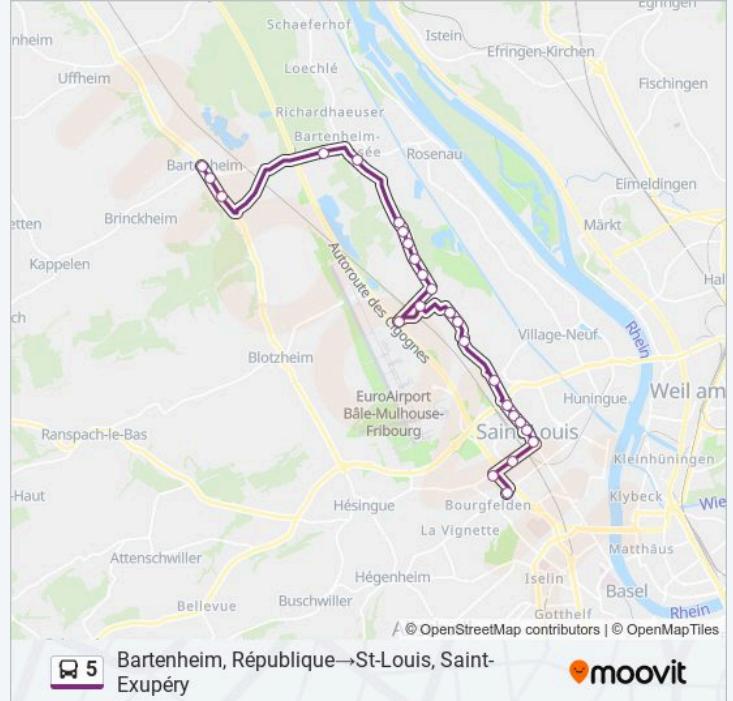 Egringen
Schaeferhof
Istein
nheim
Efringen-Kirchen
Uffheim
Loechlé
Fischingen
Richardhaeuser
Bartenheim-
Rosenau
Bartenheim
Eimeldingen
Brinckheim
Märkt
etten
Kappelen
Autoroute des Cigognes
Hal
ch
Rhein
Village-Neuf
Blotzheim
EuroAirport
Bâle-Mulhouse-
Fribourg
Huningue
Weil am
Ranspach-le-Bas
Saint-Louis
Kleinhüningen
-Haut
Klybeck
Hésingue
Bourgfelden
Wie
La Vignette
Matthäus
Attenschwiller
Hégenheim
Iselin
Basel
Bellevue
Buschwiller
Gotthelf
Rhein
© OpenStreetMap contributors | © OpenMapTiles
5
Bartenheim, République→St-Louis, Saint-
Exupéry
moovit